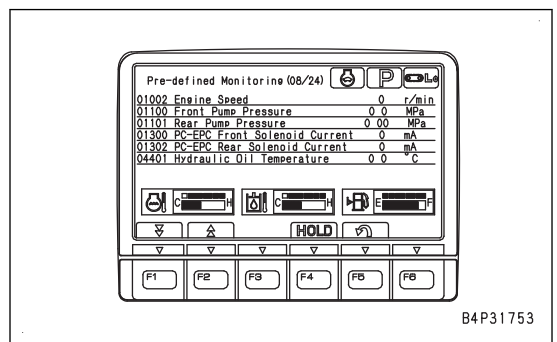 Pre-defined Monitoring (08/24) P Lo
01002 Engine Speed 0 r/min
01100 Front Pump Pressure 0 0 MPa
01101 Rear Pump Pressure 0 00 MPa
01300 PC-EPC Front Solenoid Current 0 mA
01302 PC-EPC Rear Solenoid Current 0 mA
04401 Hydraulic Oil Temperature 0 0 °C
C H C H E F
HOLD
F1 F2 F3 F4 F5 F6
B4P31753